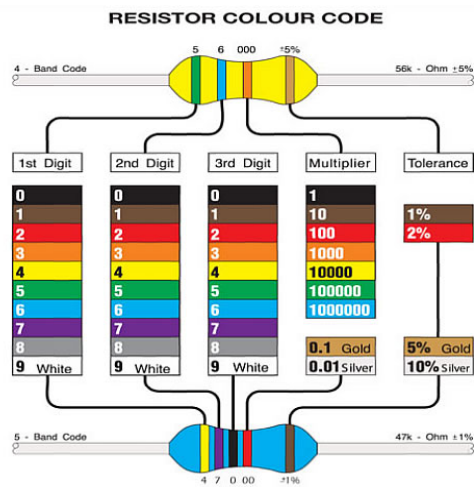 RESISTOR COLOUR CODE
5 6 000 ±5%
4 - Band Code 56k - Ohm ±5%
1st Digit 2nd Digit 3rd Digit Multiplier Tolerance
0 0 0 1
1 1 1 10 1%
2 2 2 100 2%
3 3 3 1000
4 4 4 10000
5 5 5 100000
6 6 6 1000000
7 7 7
8 8 8 0.1 Gold 5% Gold
9 White 9 White 9 White 0.01 Silver 10% Silver
5 - Band Code 47k - Ohm ±1%
4 7 0 00 ±1%